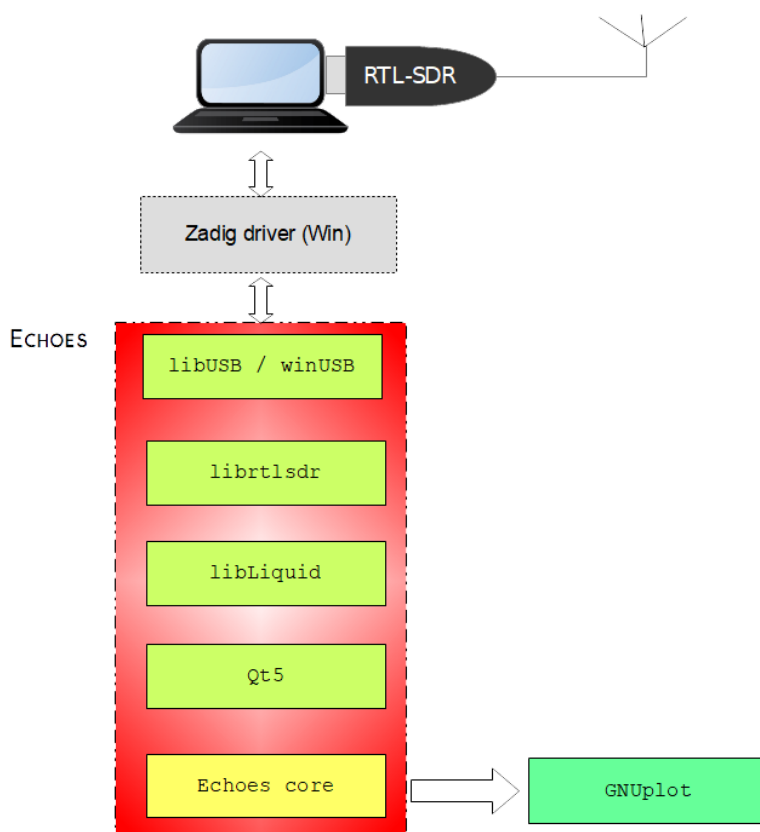 RTL-SDR
Zadig driver (Win)
ECHOES
libUSB / winUSB
librtlsdr
libLiquid
Qt5
Echoes core
GNUplot